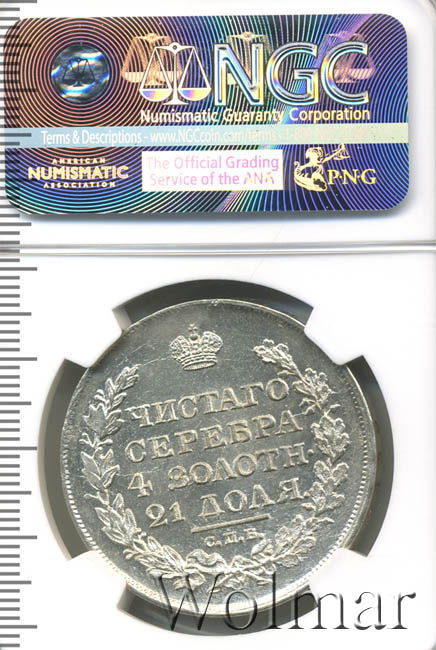 NGC
Numismatic Guaranty Corporation
Terms & Descriptions - www.NGCcoin.com/terms
AMERICAN
NUMISMATIC
ASSOCIATION
The Official Grading
Service of the ANA
P·N·G
ЧИСТАГО
СЕРЕБРА
4 ЗОЛОТН.
21 ДОЛЯ.
С.П.Б.
Wolmar